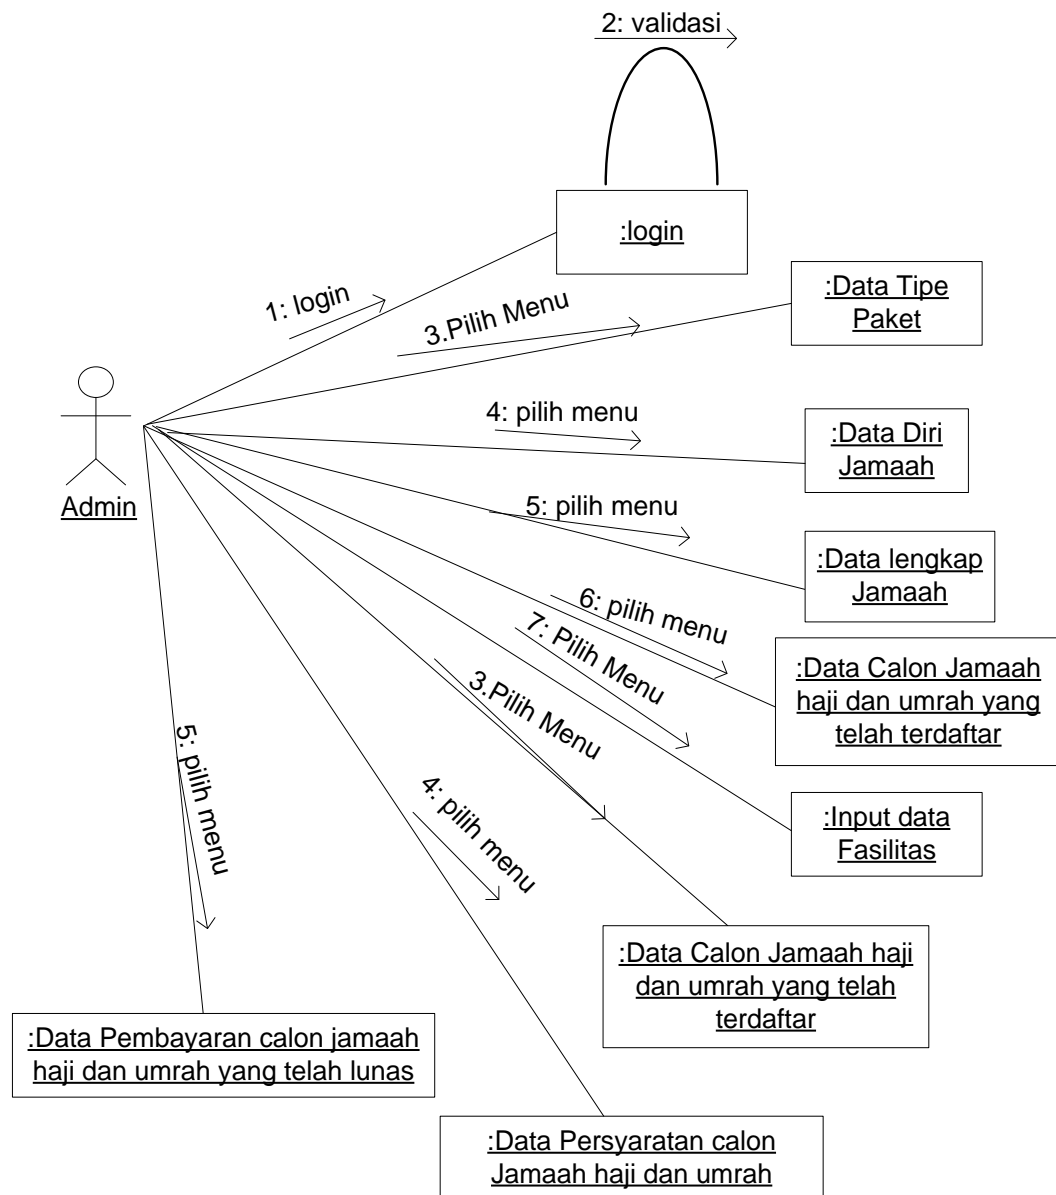 2: validasi
:login
1: login
3.Pilih Menu
:Data Tipe
Paket
4: pilih menu
:Data Diri
Jamaah
Admin
5: pilih menu
:Data lengkap
Jamaah
6: pilih menu
7: Pilih Menu
:Data Calon Jamaah
haji dan umrah yang
telah terdaftar
3.Pilih Menu
5: pilih menu
4: pilih menu
:Input data
Fasilitas
:Data Calon Jamaah haji
dan umrah yang telah
terdaftar
:Data Pembayaran calon jamaah
haji dan umrah yang telah lunas
:Data Persyaratan calon
Jamaah haji dan umrah